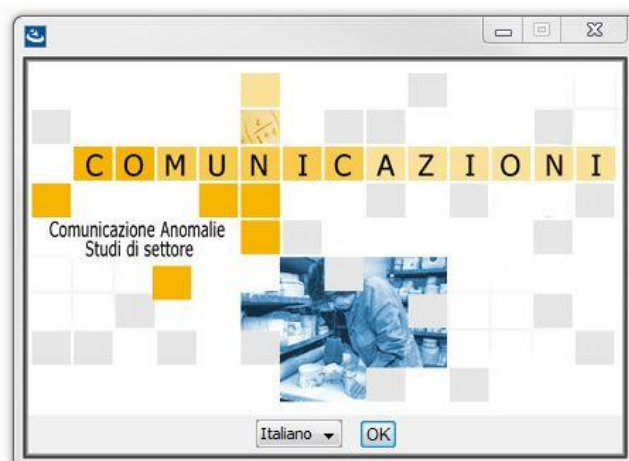 COMUNICAZIONI
Comunicazione Anomalie
Studi di settore
Italiano
OK